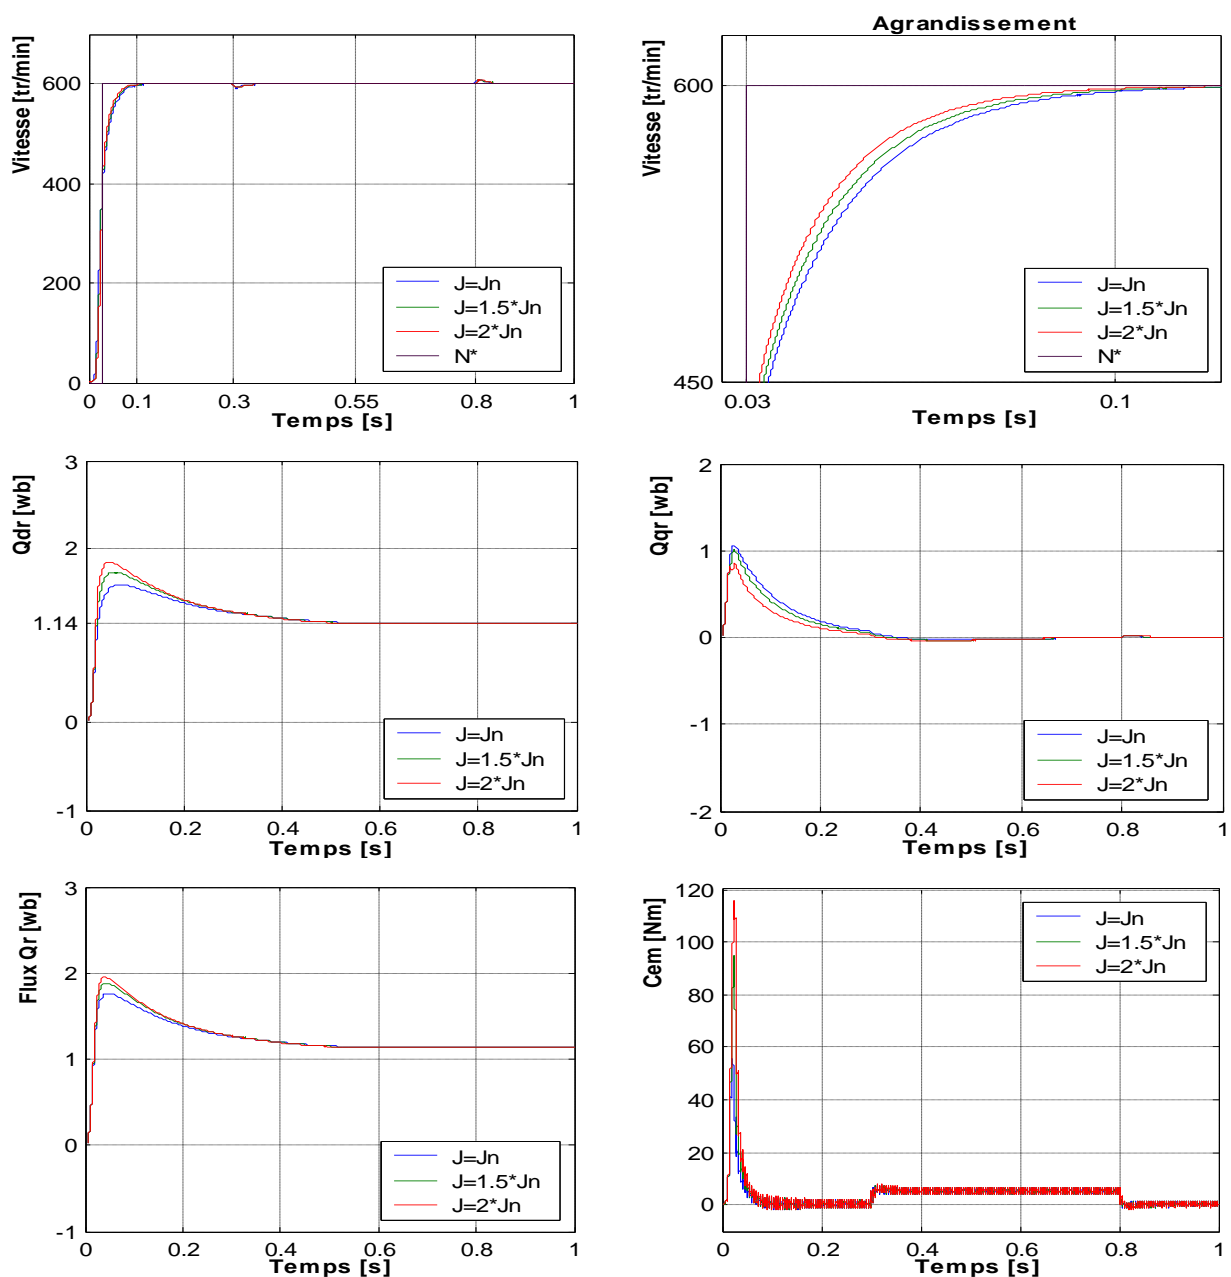 Vitesse [tr/min]
600
400
200
0
0 0.1 0.3 0.55 0.8 1
Temps [s]
J=Jn
J=1.5*Jn
J=2*Jn
N*
Agrandissement
Vitesse [tr/min]
600
450
0.03 0.1
Temps [s]
J=Jn
J=1.5*Jn
J=2*Jn
N*
Qdr [wb]
3
2
1.14
0
-1
0 0.2 0.4 0.6 0.8 1
Temps [s]
J=Jn
J=1.5*Jn
J=2*Jn
Qqr [wb]
2
1
0
-1
-2
0 0.2 0.4 0.6 0.8 1
Temps [s]
J=Jn
J=1.5*Jn
J=2*Jn
Flux Qr [wb]
3
2
1
0
-1
0 0.2 0.4 0.6 0.8 1
Temps [s]
J=Jn
J=1.5*Jn
J=2*Jn
Cem [Nm]
120
100
80
60
40
20
0
0 0.2 0.4 0.6 0.8 1
Temps [s]
J=Jn
J=1.5*Jn
J=2*Jn